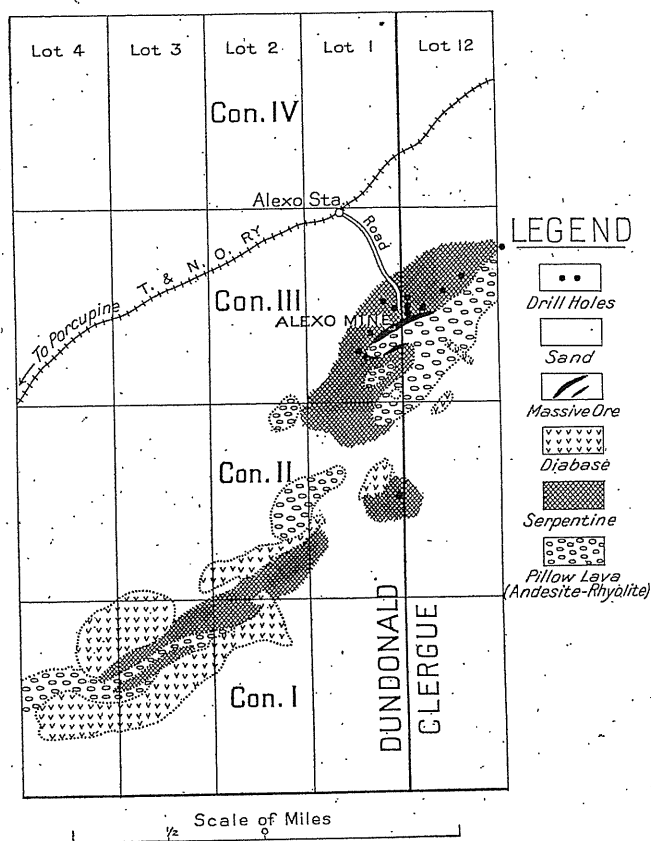 Lot 4
Lot 3
Lot 2
Lot 1
Lot 12
Con. IV
Alexo Sta.
Road
T. & N. O. RY
To Porcupine
Con. III
ALEXO MINE
Con. II
Con. I
DUNDONALD
CLERGUE
LEGEND
Drill Holes
Sand
Massive Ore
Diabase
Serpentine
Pillow Lava
(Andesite-Rhyolite)
Scale of Miles
1 1/2 0